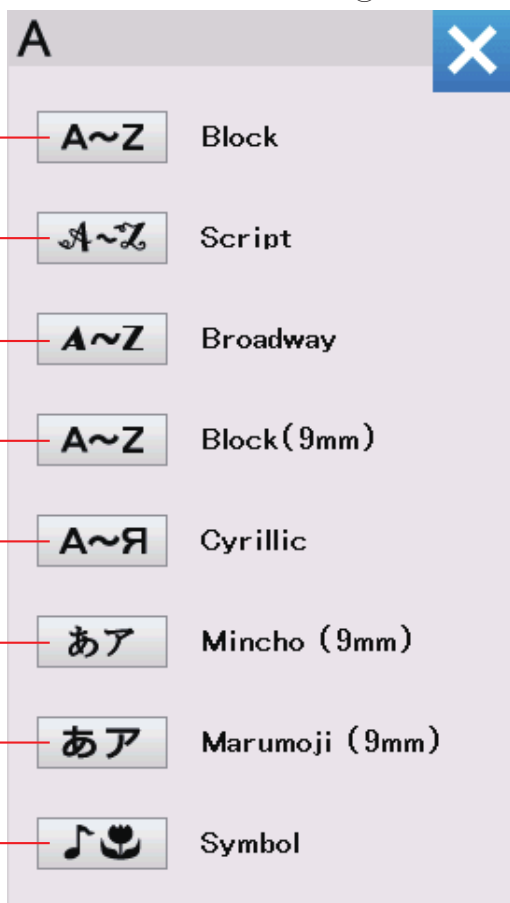 A
A～Z Block
A～Z Script
A～Z Broadway
A～Z Block(9mm)
A～Я Cyrillic
あア Mincho (9mm)
あア Marumoji (9mm)
Symbol